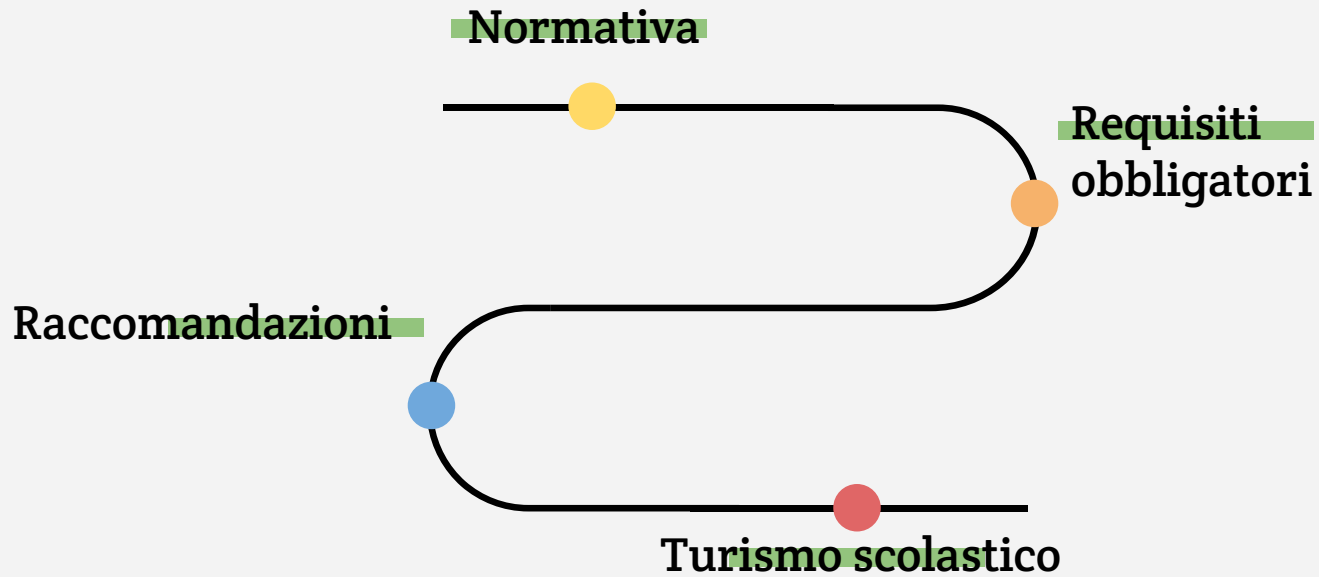 Normativa
Requisiti
obbligatori
Raccomandazioni
Turismo scolastico